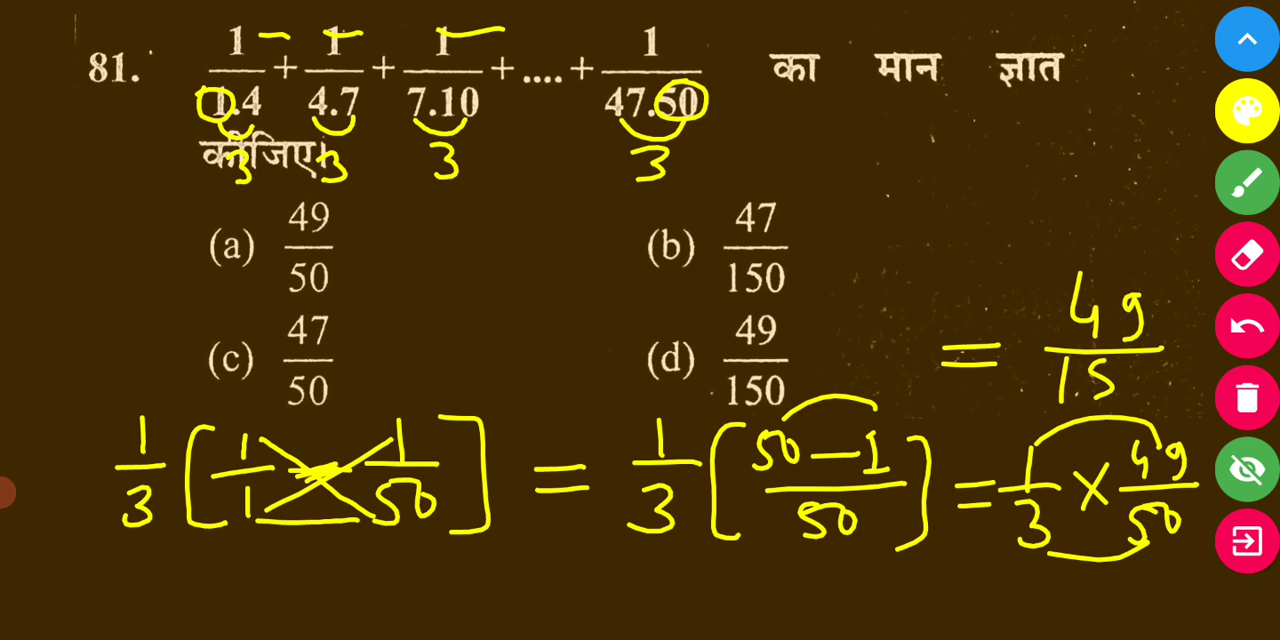 81. 1/1.4 + 1/4.7 + 1/7.10 + .... + 1/47.50 का मान ज्ञात
कीजिए।
3 3 3 3
(a) 49/50 (b) 47/150
(c) 47/50 (d) 49/150
= 49/15
1/3 [1/1 - 1/50] = 1/3 [50-1/50] = 1/3 × 49/50